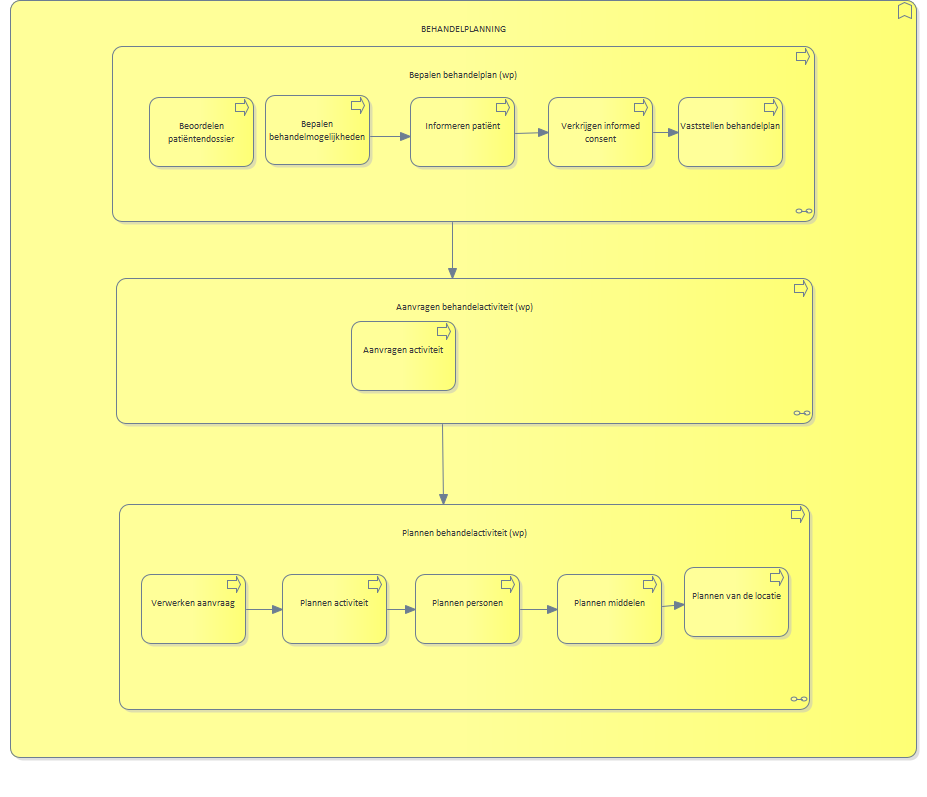 BEHANDELPLANNING
Bepalen behandelplan (wp)
Beoordelen
patiëntendossier
Bepalen
behandelmogelijkheden
Informeren patiënt
Verkrijgen informed
consent
Vaststellen behandelplan
Aanvragen behandelactiviteit (wp)
Aanvragen activiteit
Plannen behandelactiviteit (wp)
Verwerken aanvraag
Plannen activiteit
Plannen personen
Plannen middelen
Plannen van de locatie